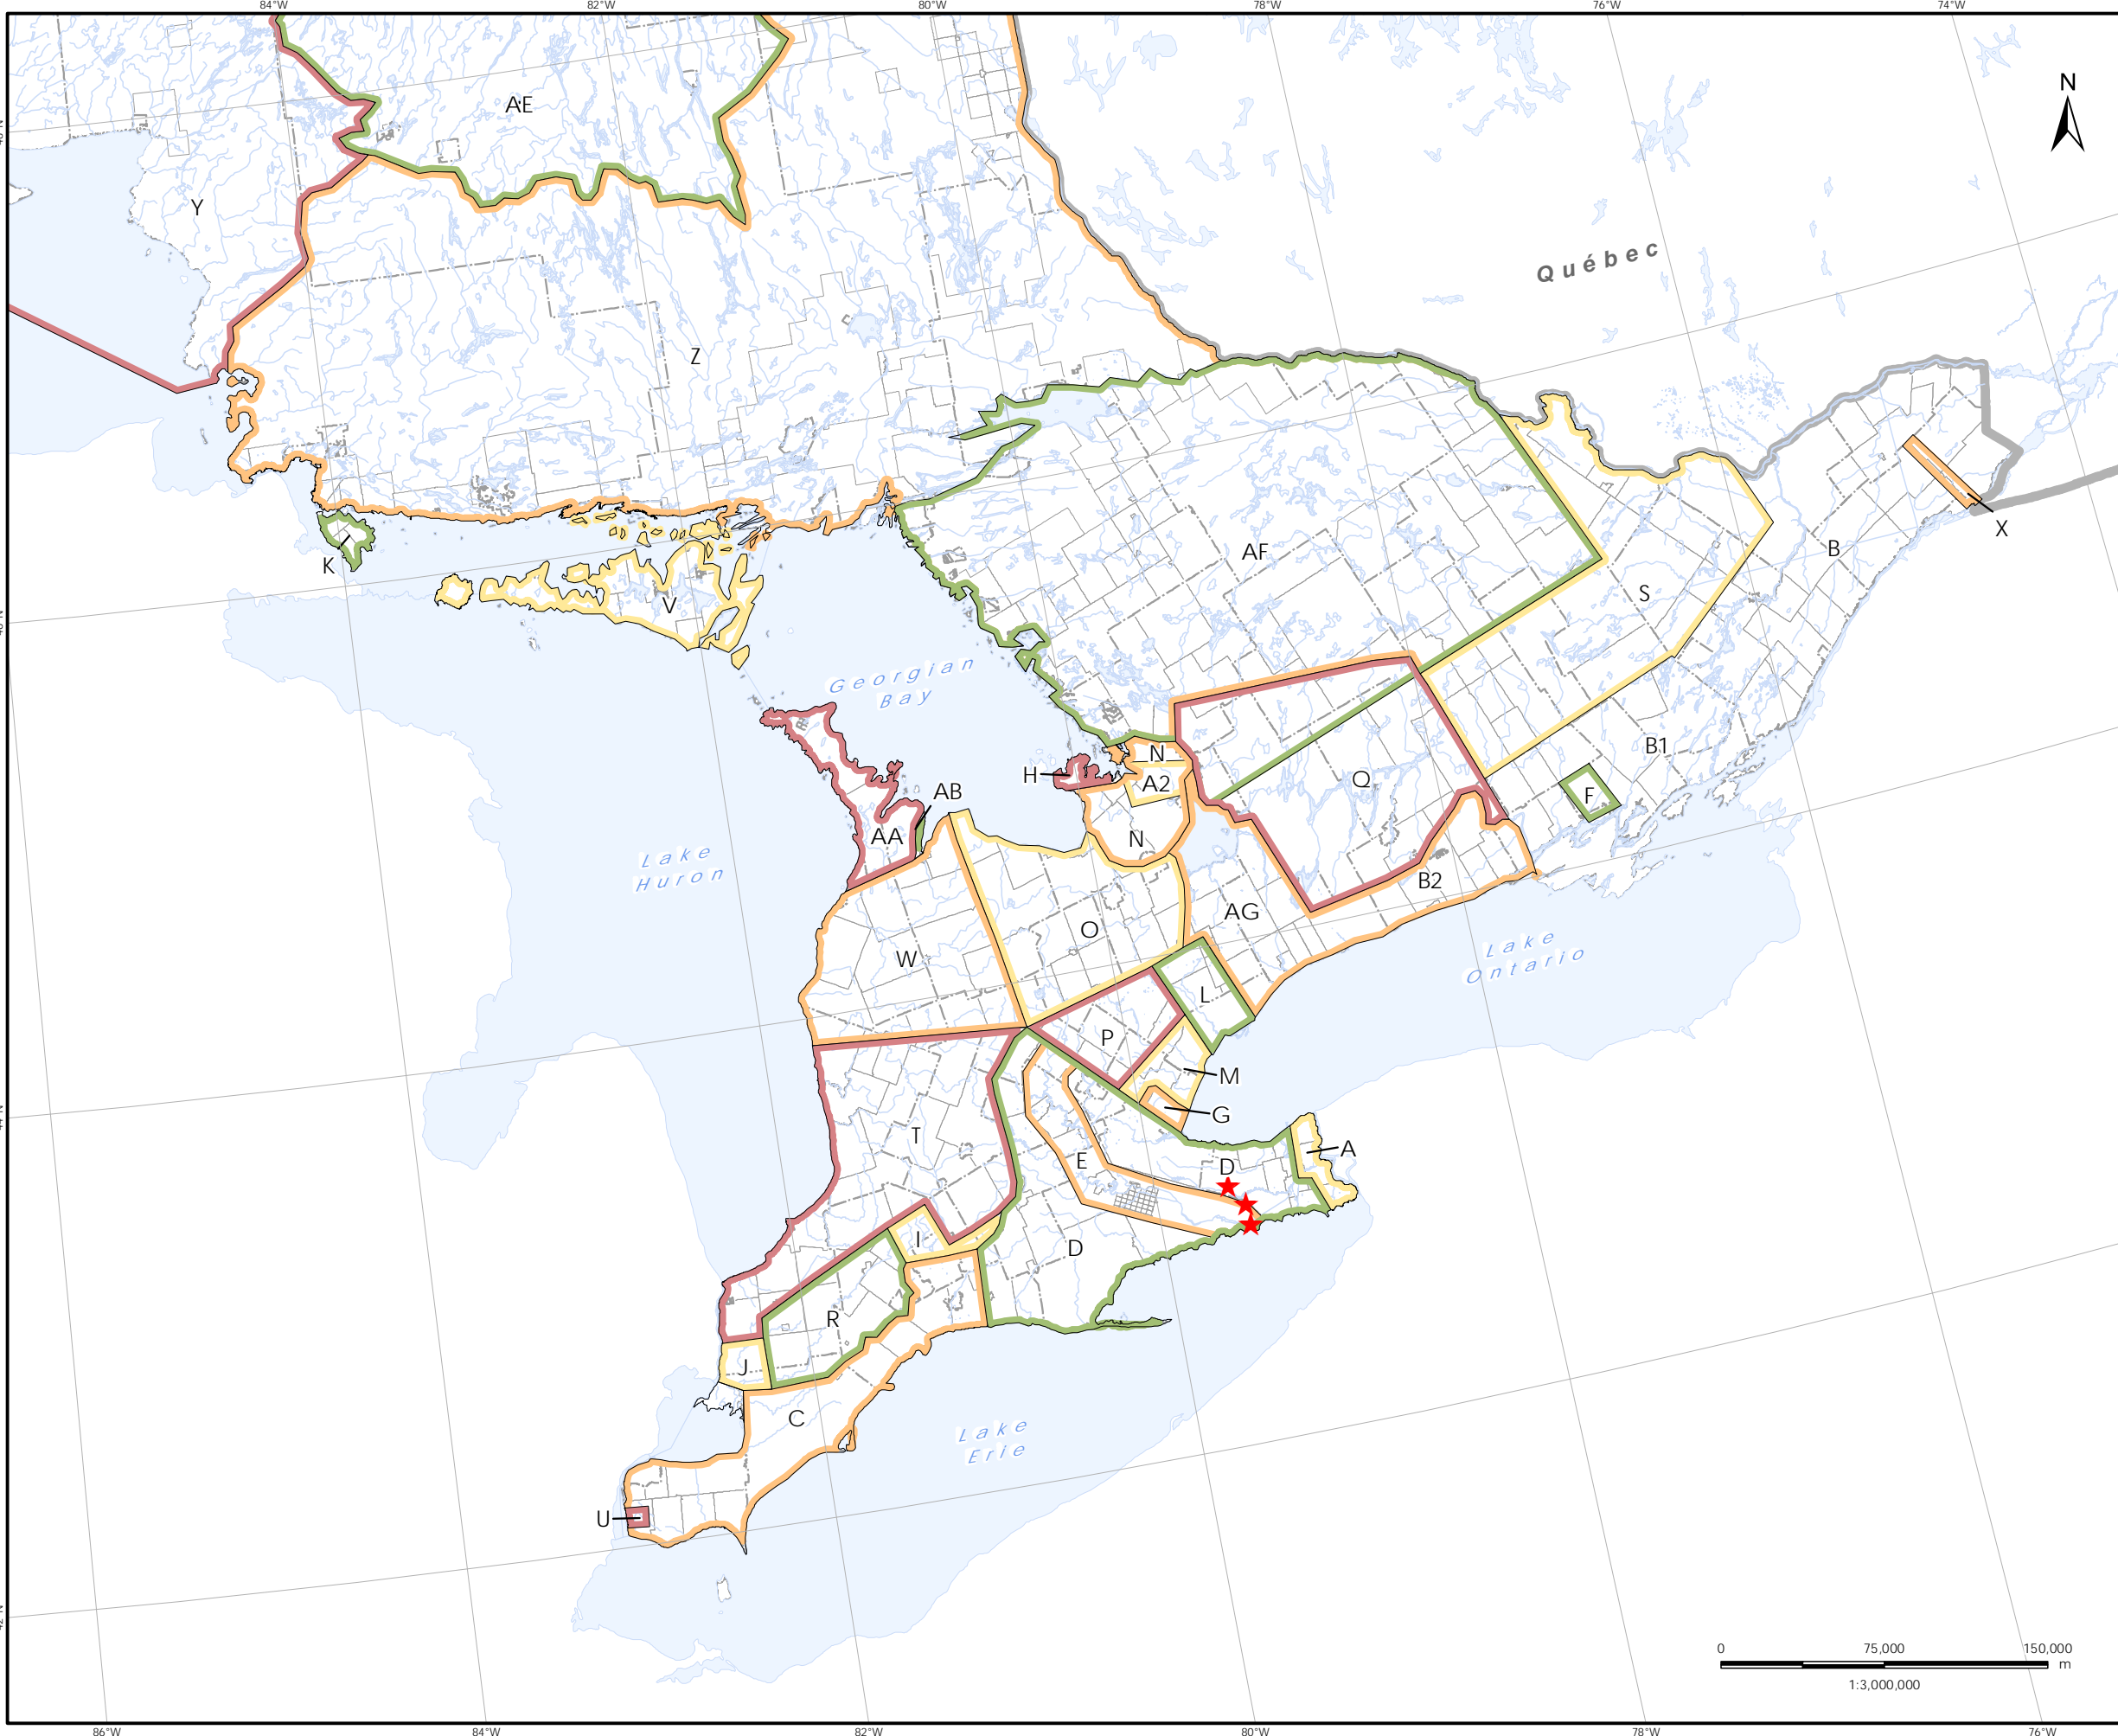 84°W 82°W 80°W 78°W 76°W 74°W
N
AE
Y
Québec
Z
X
B
AF
K
S
V
Georgian
Bay
B1
N
H
A2
Q
AB
F
AA
N
Lake
Huron
B2
AG
O
Lake
Ontario
W
L
P
M
G
T
A
E
D
I
D
R
J
C
Lake
Erie
U
0 75,000 150,000
m
1:3,000,000
86°W 84°W 82°W 80°W 78°W 76°W